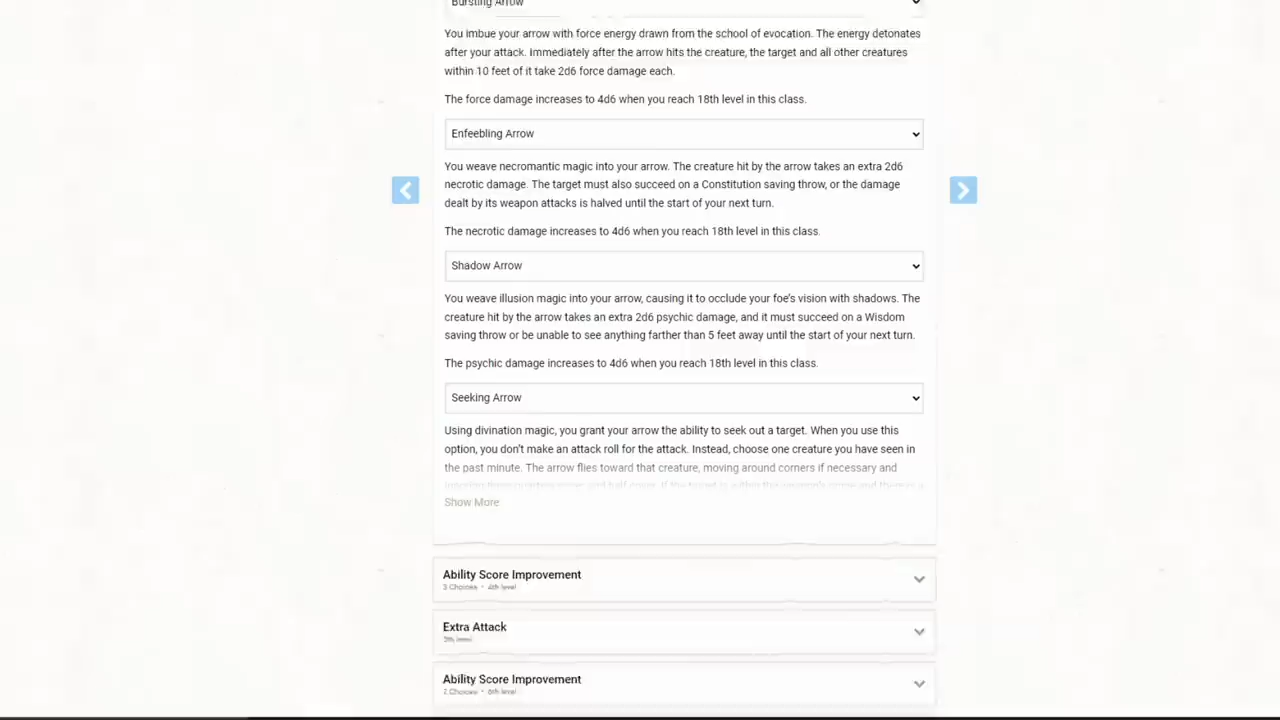 Bursting Arrow
You imbue your arrow with force energy drawn from the school of evocation. The energy detonates
after your attack. Immediately after the arrow hits the creature, the target and all other creatures
within 10 feet of it take 2d6 force damage each.
The force damage increases to 4d6 when you reach 18th level in this class.
Enfeebling Arrow
You weave necromantic magic into your arrow. The creature hit by the arrow takes an extra 2d6
necrotic damage. The target must also succeed on a Constitution saving throw, or the damage
dealt by its weapon attacks is halved until the start of your next turn.
The necrotic damage increases to 4d6 when you reach 18th level in this class.
Shadow Arrow
You weave illusion magic into your arrow, causing it to occlude your foe's vision with shadows. The
creature hit by the arrow takes an extra 2d6 psychic damage, and it must succeed on a Wisdom
saving throw or be unable to see anything farther than 5 feet away until the start of your next turn.
The psychic damage increases to 4d6 when you reach 18th level in this class.
Seeking Arrow
Using divination magic, you grant your arrow the ability to seek out a target. When you use this
option, you don't make an attack roll for the attack. Instead, choose one creature you have seen in
the past minute. The arrow flies toward that creature, moving around corners if necessary and
Show More
Ability Score Improvement
3 Choices • 4th level
Extra Attack
5th level
Ability Score Improvement
Choices • 6th level